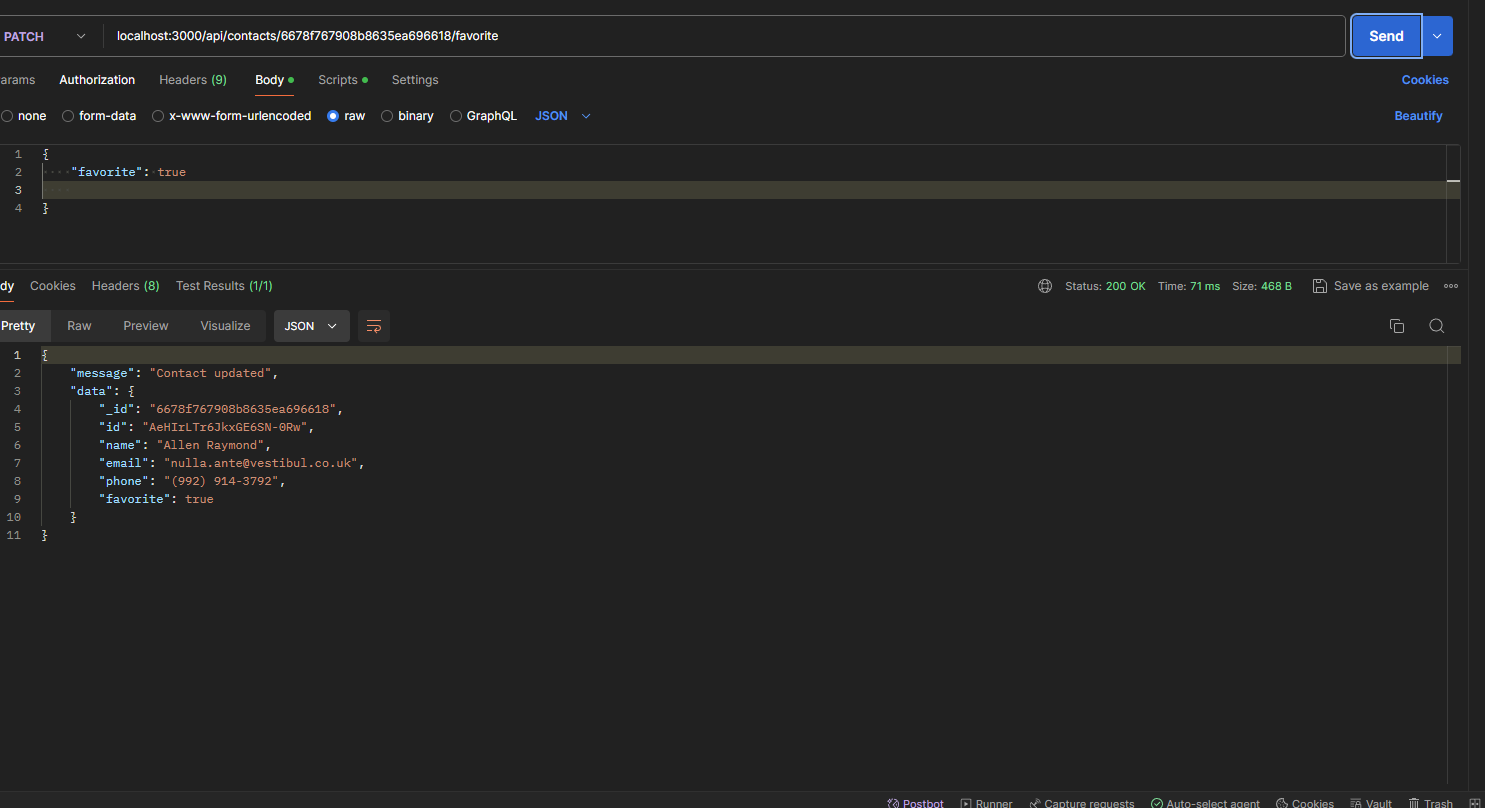 PATCH localhost:3000/api/contacts/6678f767908b8635ea696618/favorite Send
arams Authorization Headers (9) Body Scripts Settings Cookies
none form-data x-www-form-urlencoded raw binary GraphQL JSON Beautify
1 {
2 "favorite": true
3
4 }
dy Cookies Headers (8) Test Results (1/1) Status: 200 OK Time: 71 ms Size: 468 B Save as example
Pretty Raw Preview Visualize JSON
1 {
2 "message": "Contact updated",
3 "data": {
4 "_id": "6678f767908b8635ea696618",
5 "id": "AeHIrLTr6JkxGE6SN-0Rw",
6 "name": "Allen Raymond",
7 "email": "nulla.ante@vestibul.co.uk",
8 "phone": "(992) 914-3792",
9 "favorite": true
10 }
11 }
Postbot Runner Capture requests Auto-select agent Cookies Vault Trash